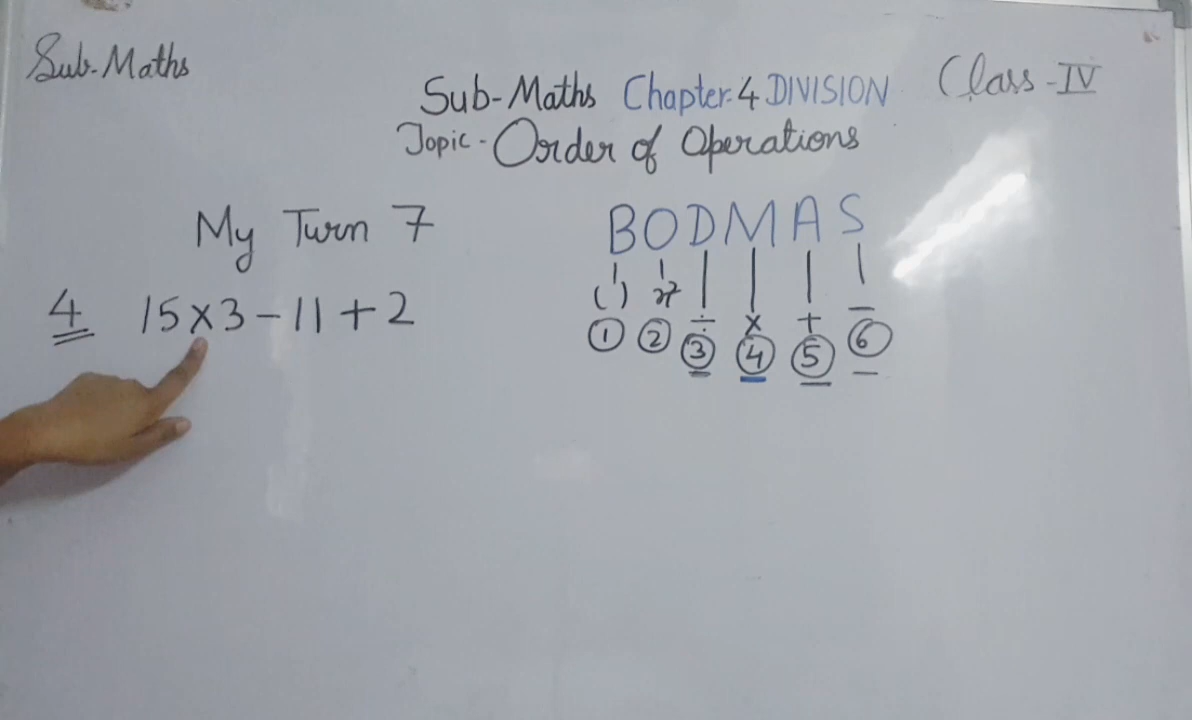 Sub-Maths
Sub-Maths Chapter-4 DIVISION Class-IV
Topic-Order of Operations
My Turn 7
BODMAS
4 15×3-11+2
( ) ÷ × + -
① ② ③ ④ ⑤ ⑥